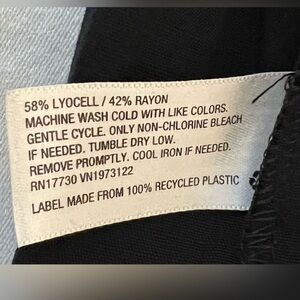 58% LYOCELL / 42% RAYON
MACHINE WASH COLD WITH LIKE COLORS.
GENTLE CYCLE. ONLY NON-CHLORINE BLEACH
IF NEEDED. TUMBLE DRY LOW.
REMOVE PROMPTLY. COOL IRON IF NEEDED.
RN17730 VN1973122
LABEL MADE FROM 100% RECYCLED PLASTIC